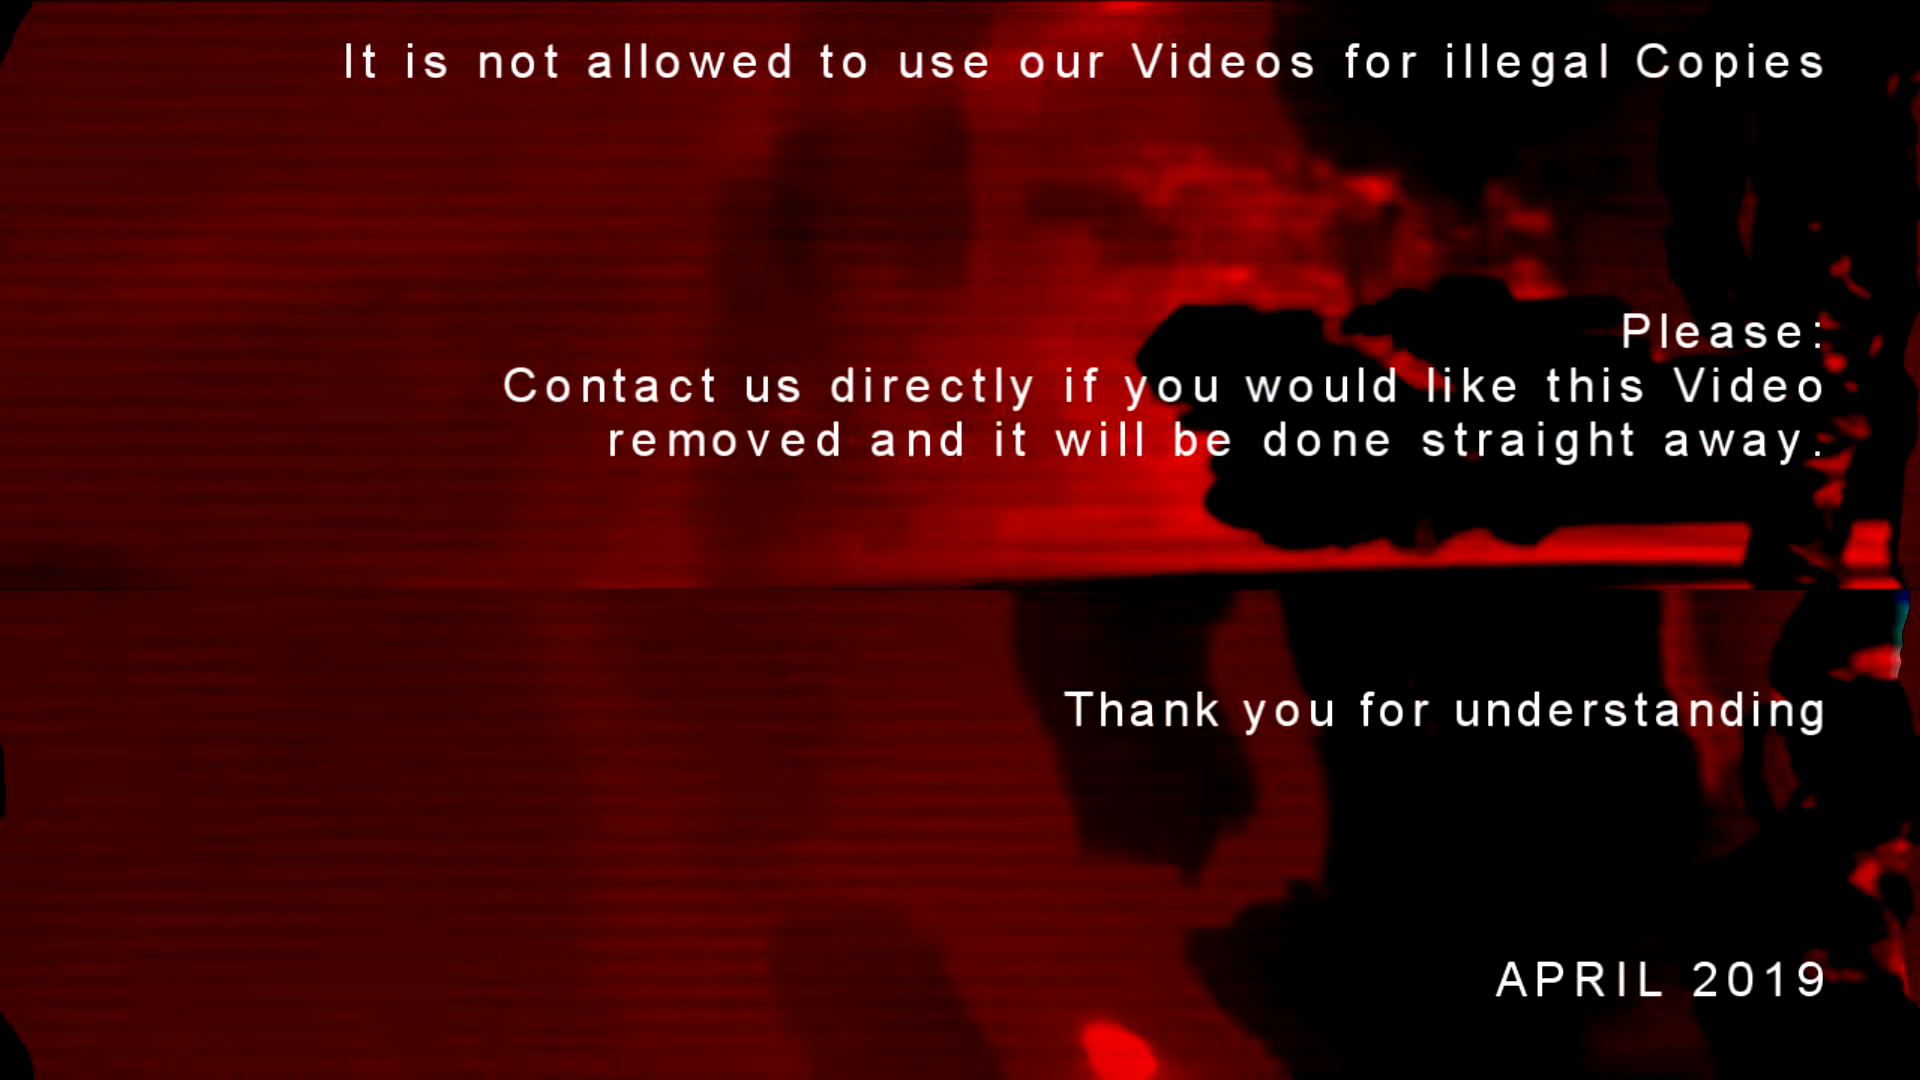 It is not allowed to use our Videos for illegal Copies
Please:
Contact us directly if you would like this Video
removed and it will be done straight away.
Thank you for understanding
APRIL 2019